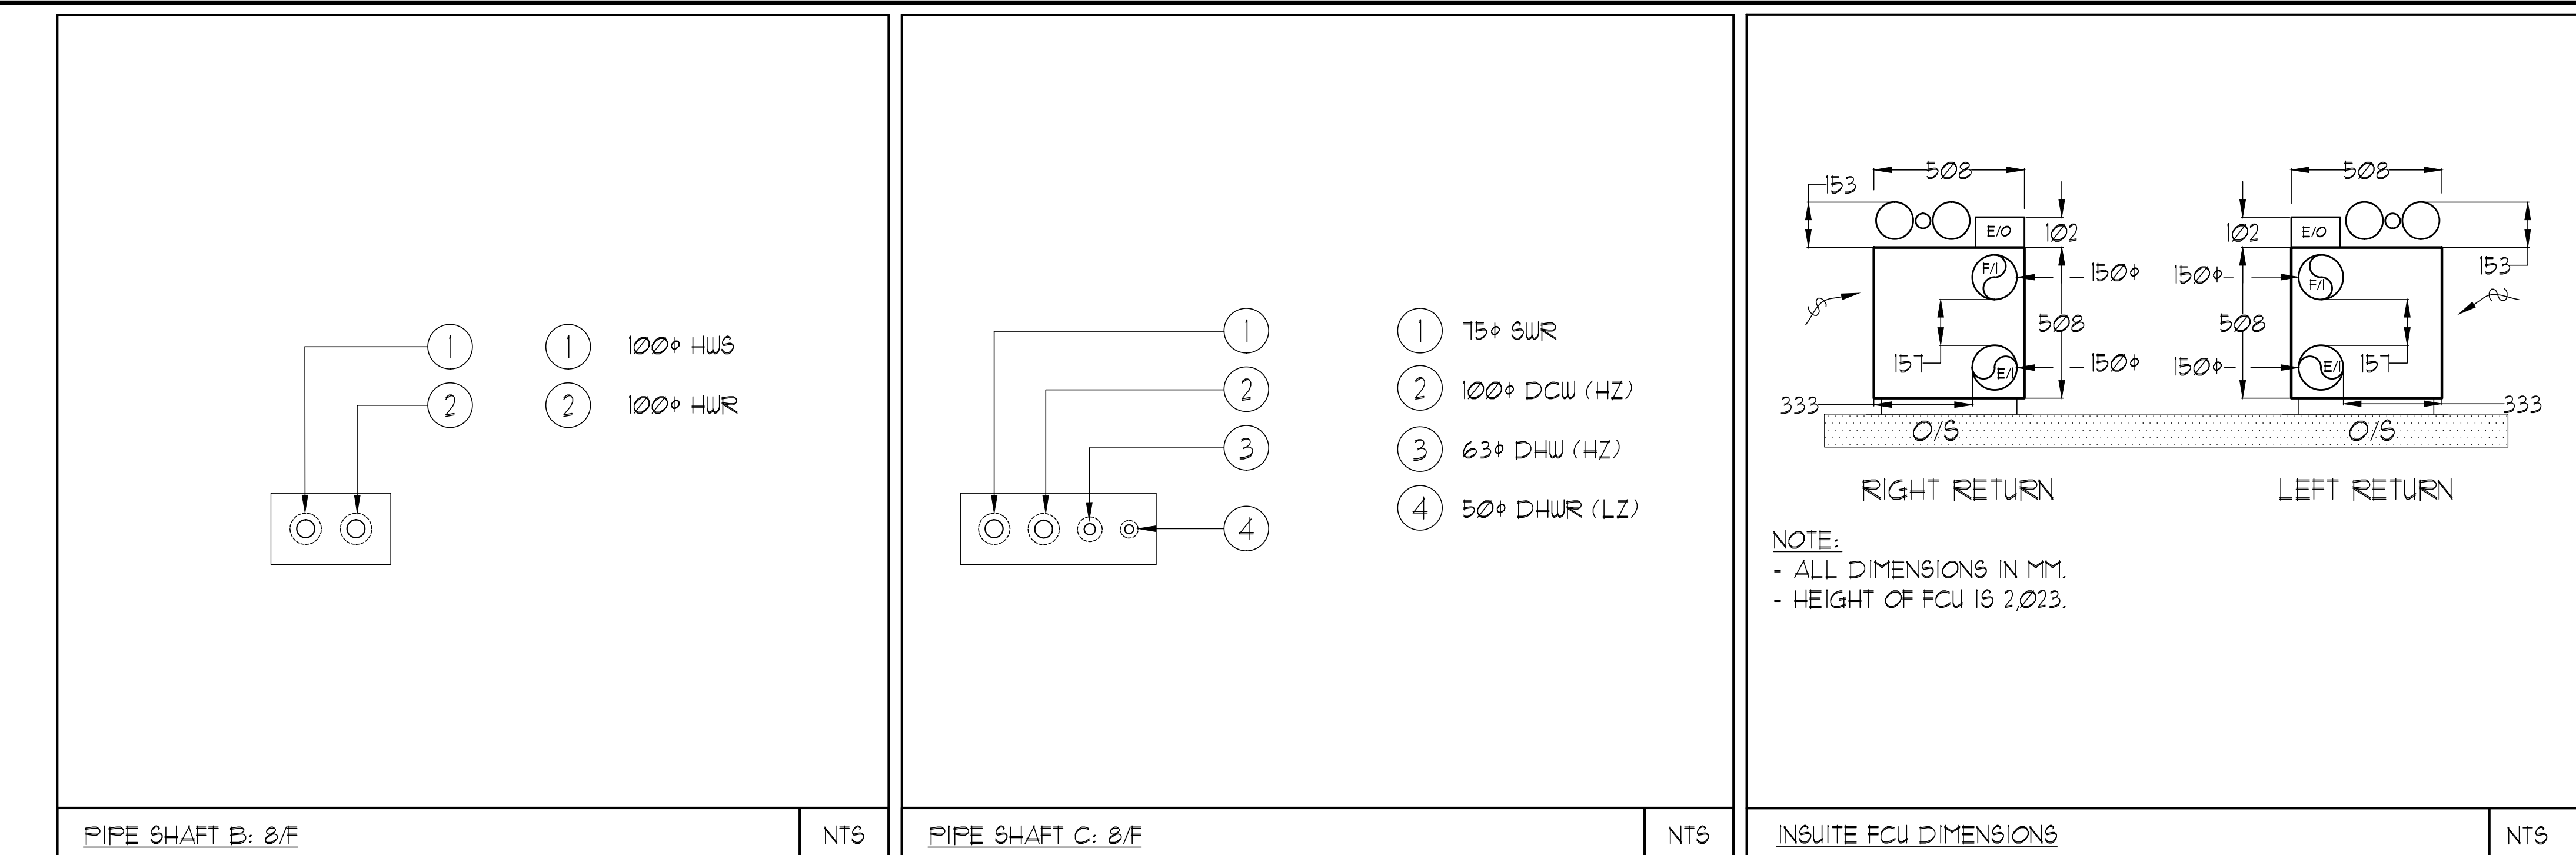 1
1
100ϕ HWS
2
2
100ϕ HWR
PIPE SHAFT B: 8/F
NTS
1
1
75ϕ SWR
2
2
100ϕ DCW (HZ)
3
3
63ϕ DHW (HZ)
4
4
50ϕ DHWR (LZ)
PIPE SHAFT C: 8/F
NTS
508
153
E/O
102
F/I
150ϕ
508
157
E/I
150ϕ
333
O/S
RIGHT RETURN
508
E/O
102
153
150ϕ
F/I
508
150ϕ
E/I
157
333
O/S
LEFT RETURN
NOTE:
- ALL DIMENSIONS IN MM.
- HEIGHT OF FCU IS 2,023.
INSUITE FCU DIMENSIONS
NTS